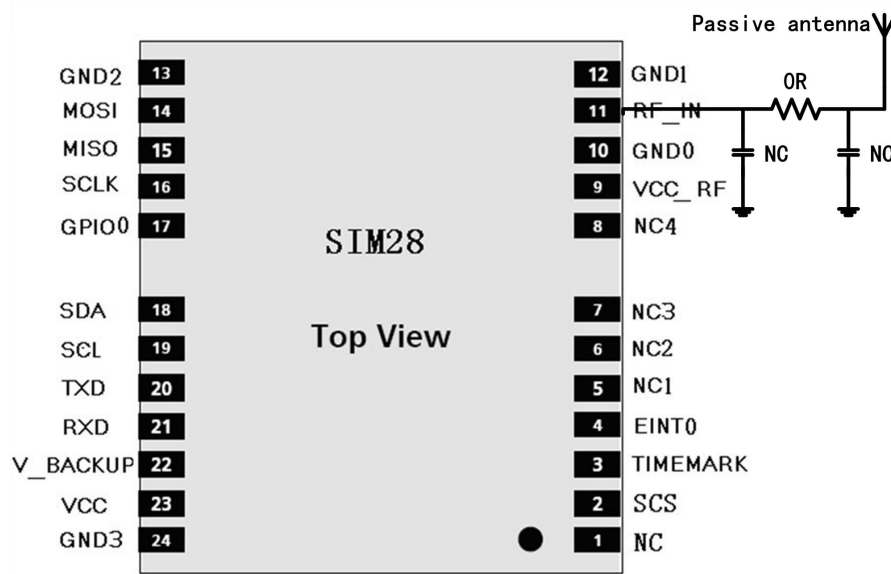 Passive antenna
0R
NC
NC
GND2 13
MOSI 14
MISO 15
SCLK 16
GPIO0 17
SDA 18
SCL 19
TXD 20
RXD 21
V_BACKUP 22
VCC 23
GND3 24
SIM28
Top View
12 GND1
11 RF_IN
10 GND0
9 VCC_RF
8 NC4
7 NC3
6 NC2
5 NC1
4 EINT0
3 TIMEMARK
2 SCS
1 NC